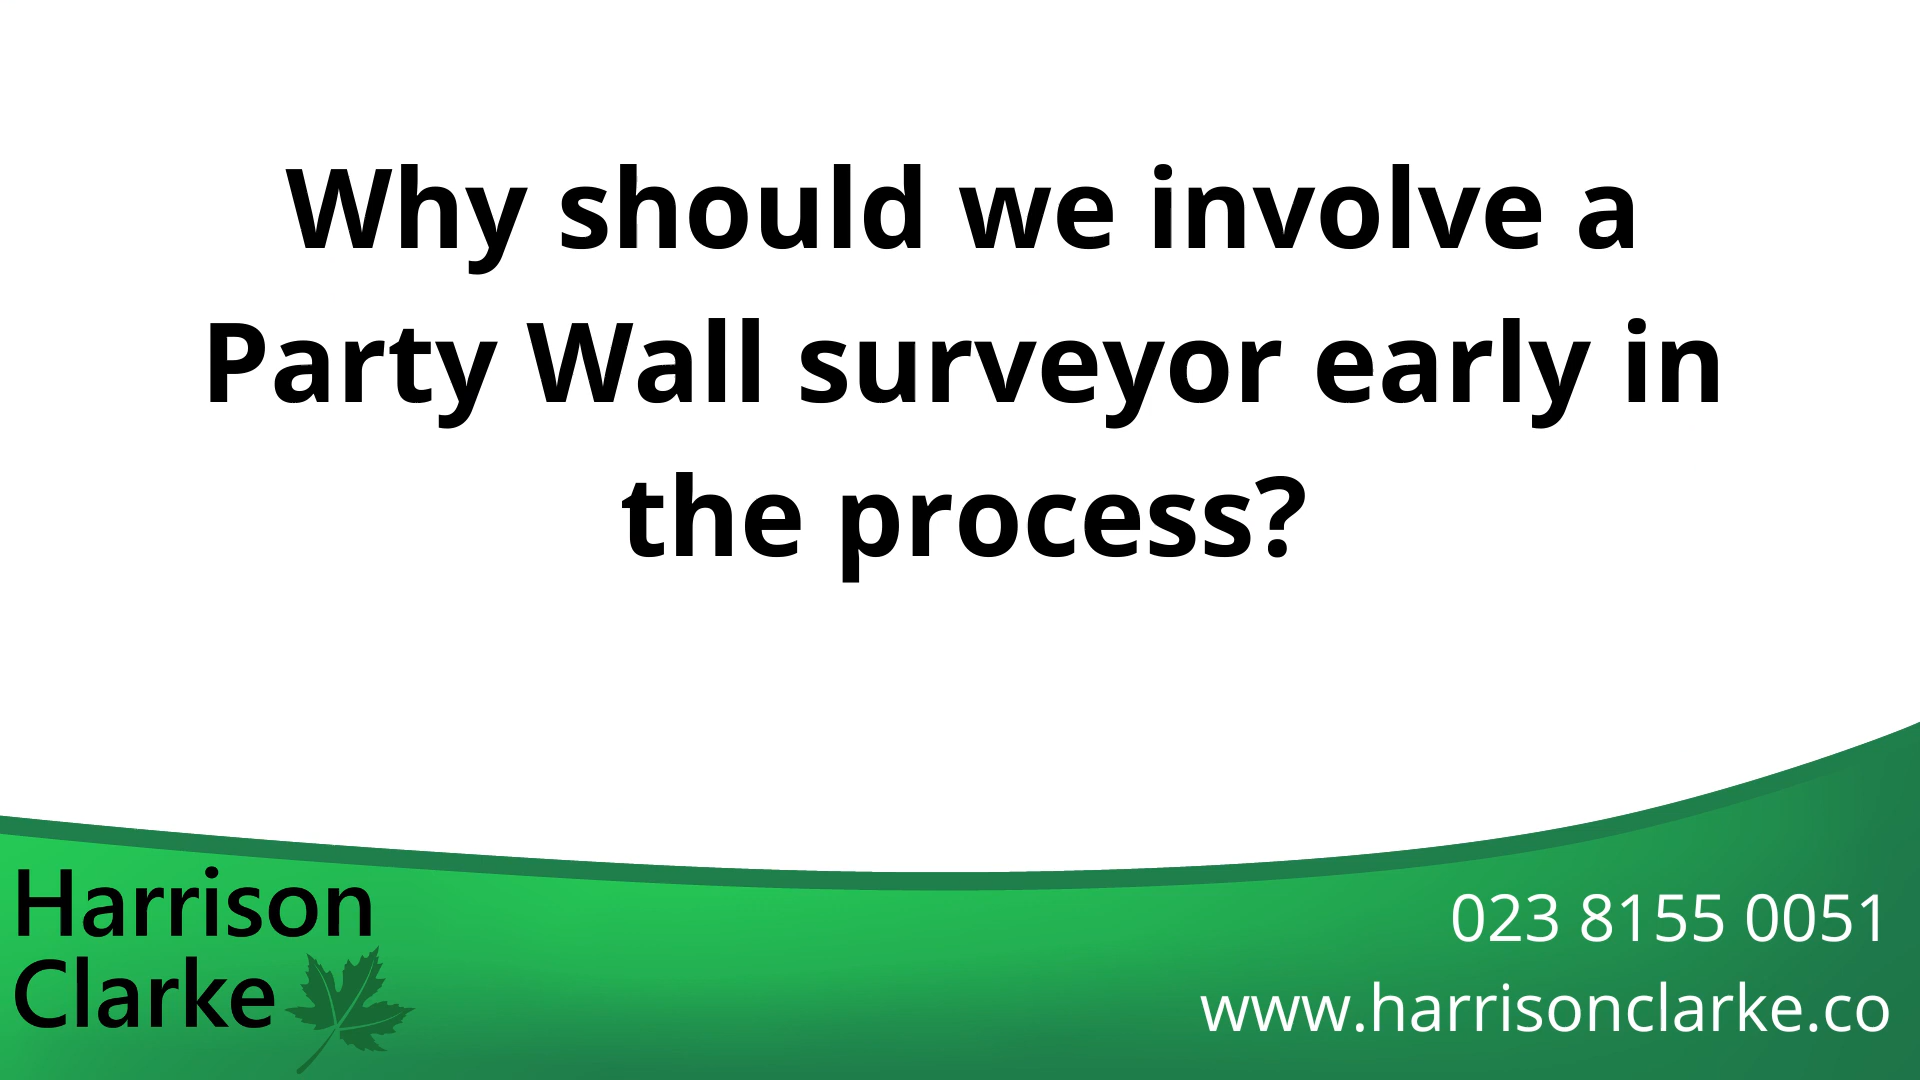 Why should we involve a
Party Wall surveyor early in
the process?
Harrison
Clarke
023 8155 0051
www.harrisonclarke.co